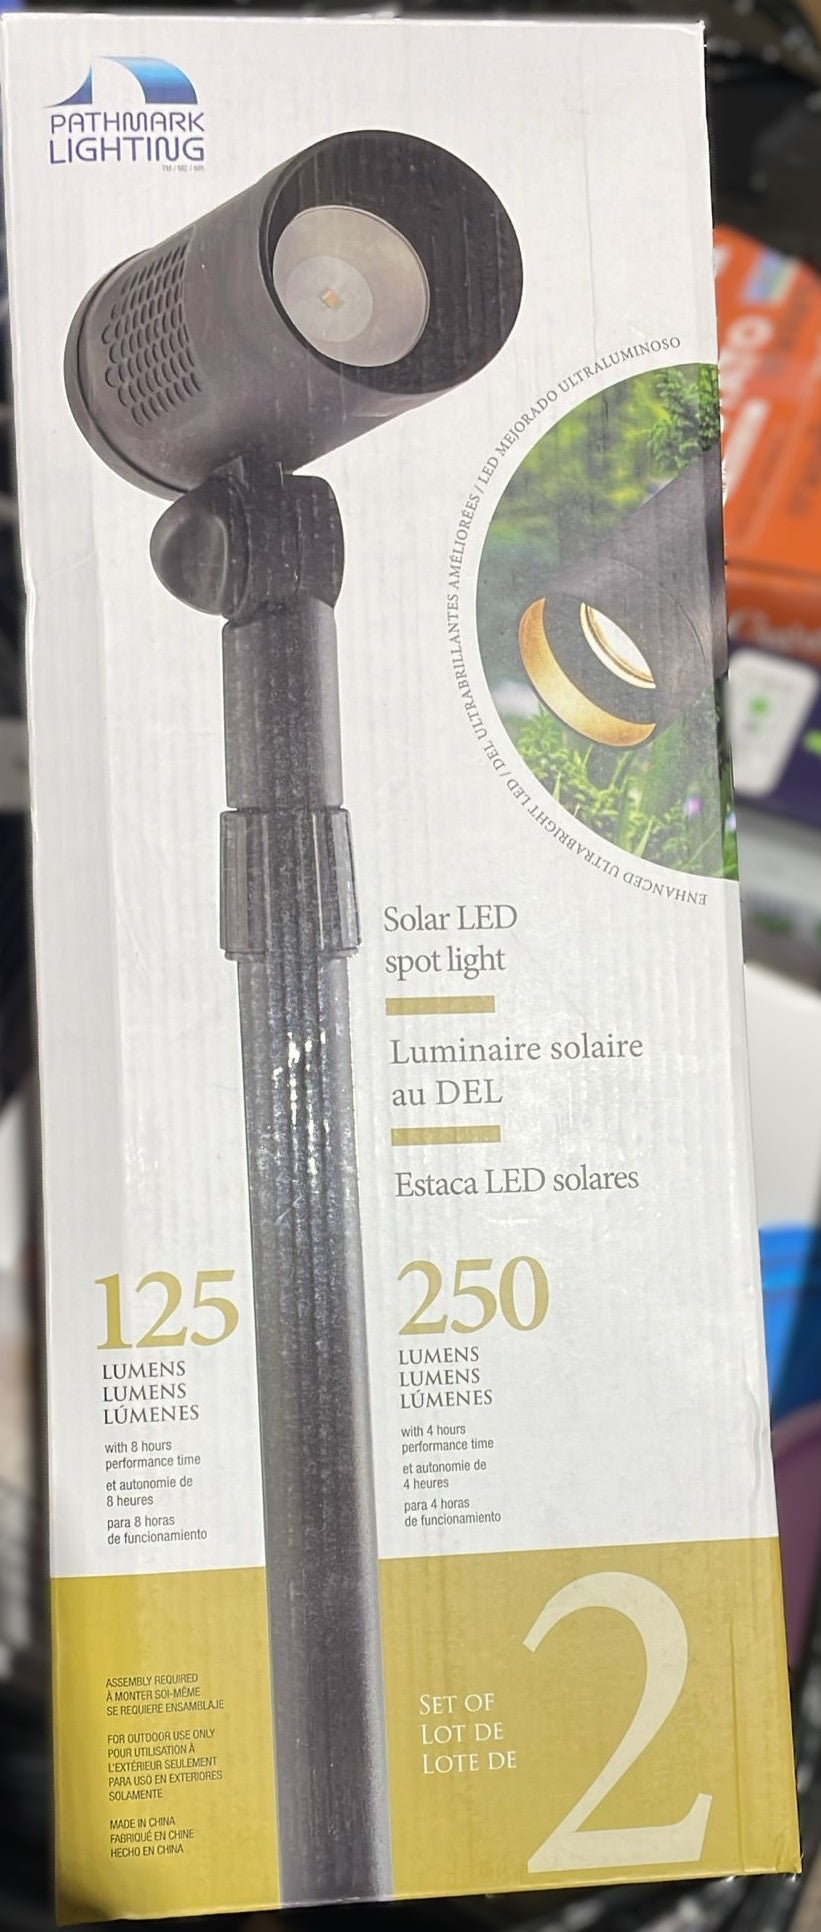 PATHMARK
LIGHTING
TM / MC / MR
ENHANCED ULTRABRIGHT LED / DEL ULTRABRILLANTES AMÉLIORÉES / LED MEJORADO ULTRALUMINOSO
Solar LED
spot light
Luminaire solaire
au DEL
Estaca LED solares
125
LUMENS
LUMENS
LÚMENES
with 8 hours
performance time
et autonomie de
8 heures
para 8 horas
de funcionamiento
250
LUMENS
LUMENS
LÚMENES
with 4 hours
performance time
et autonomie de
4 heures
para 4 horas
de funcionamiento
ASSEMBLY REQUIRED
À MONTER SOI-MÊME
SE REQUIERE ENSAMBLAJE
FOR OUTDOOR USE ONLY
POUR UTILISATION À
L'EXTÉRIEUR SEULEMENT
PARA USO EN EXTERIORES
SOLAMENTE
MADE IN CHINA
FABRIQUÉ EN CHINE
HECHO EN CHINA
SET OF
LOT DE
LOTE DE
2